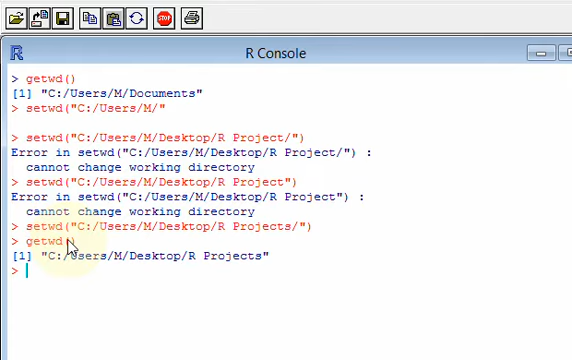 STOP
R R Console
> getwd()
[1] "C:/Users/M/Documents"
> setwd("C:/Users/M/"
> setwd("C:/Users/M/Desktop/R Project/")
Error in setwd("C:/Users/M/Desktop/R Project/") :
cannot change working directory
> setwd("C:/Users/M/Desktop/R Project")
Error in setwd("C:/Users/M/Desktop/R Project") :
cannot change working directory
> setwd("C:/Users/M/Desktop/R Projects/")
> getwd()
[1] "C:/Users/M/Desktop/R Projects"
>